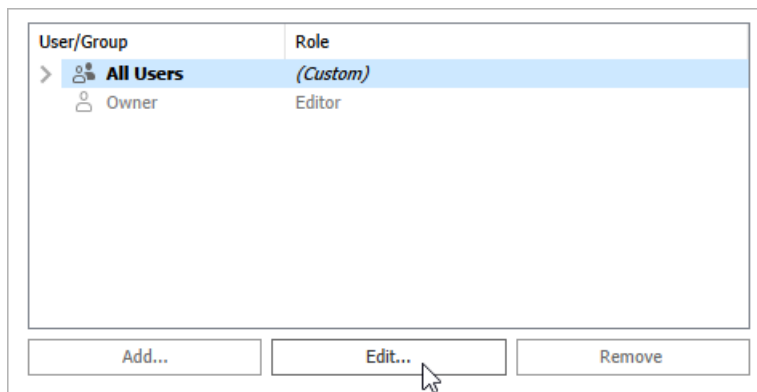 User/Group Role
All Users (Custom)
Owner Editor
Add... Edit... Remove